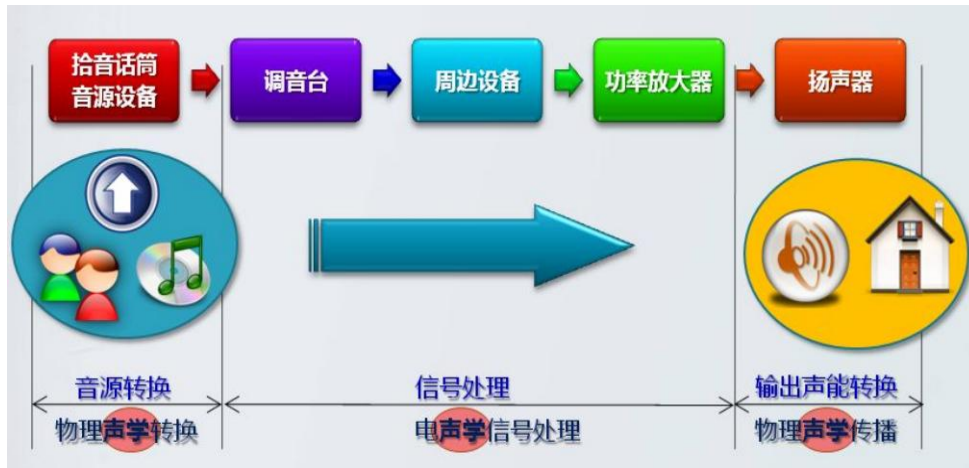 拾音话筒
音源设备
调音台
周边设备
功率放大器
扬声器
音源转换
信号处理
输出声能转换
物理声学转换
电声学信号处理
物理声学传播